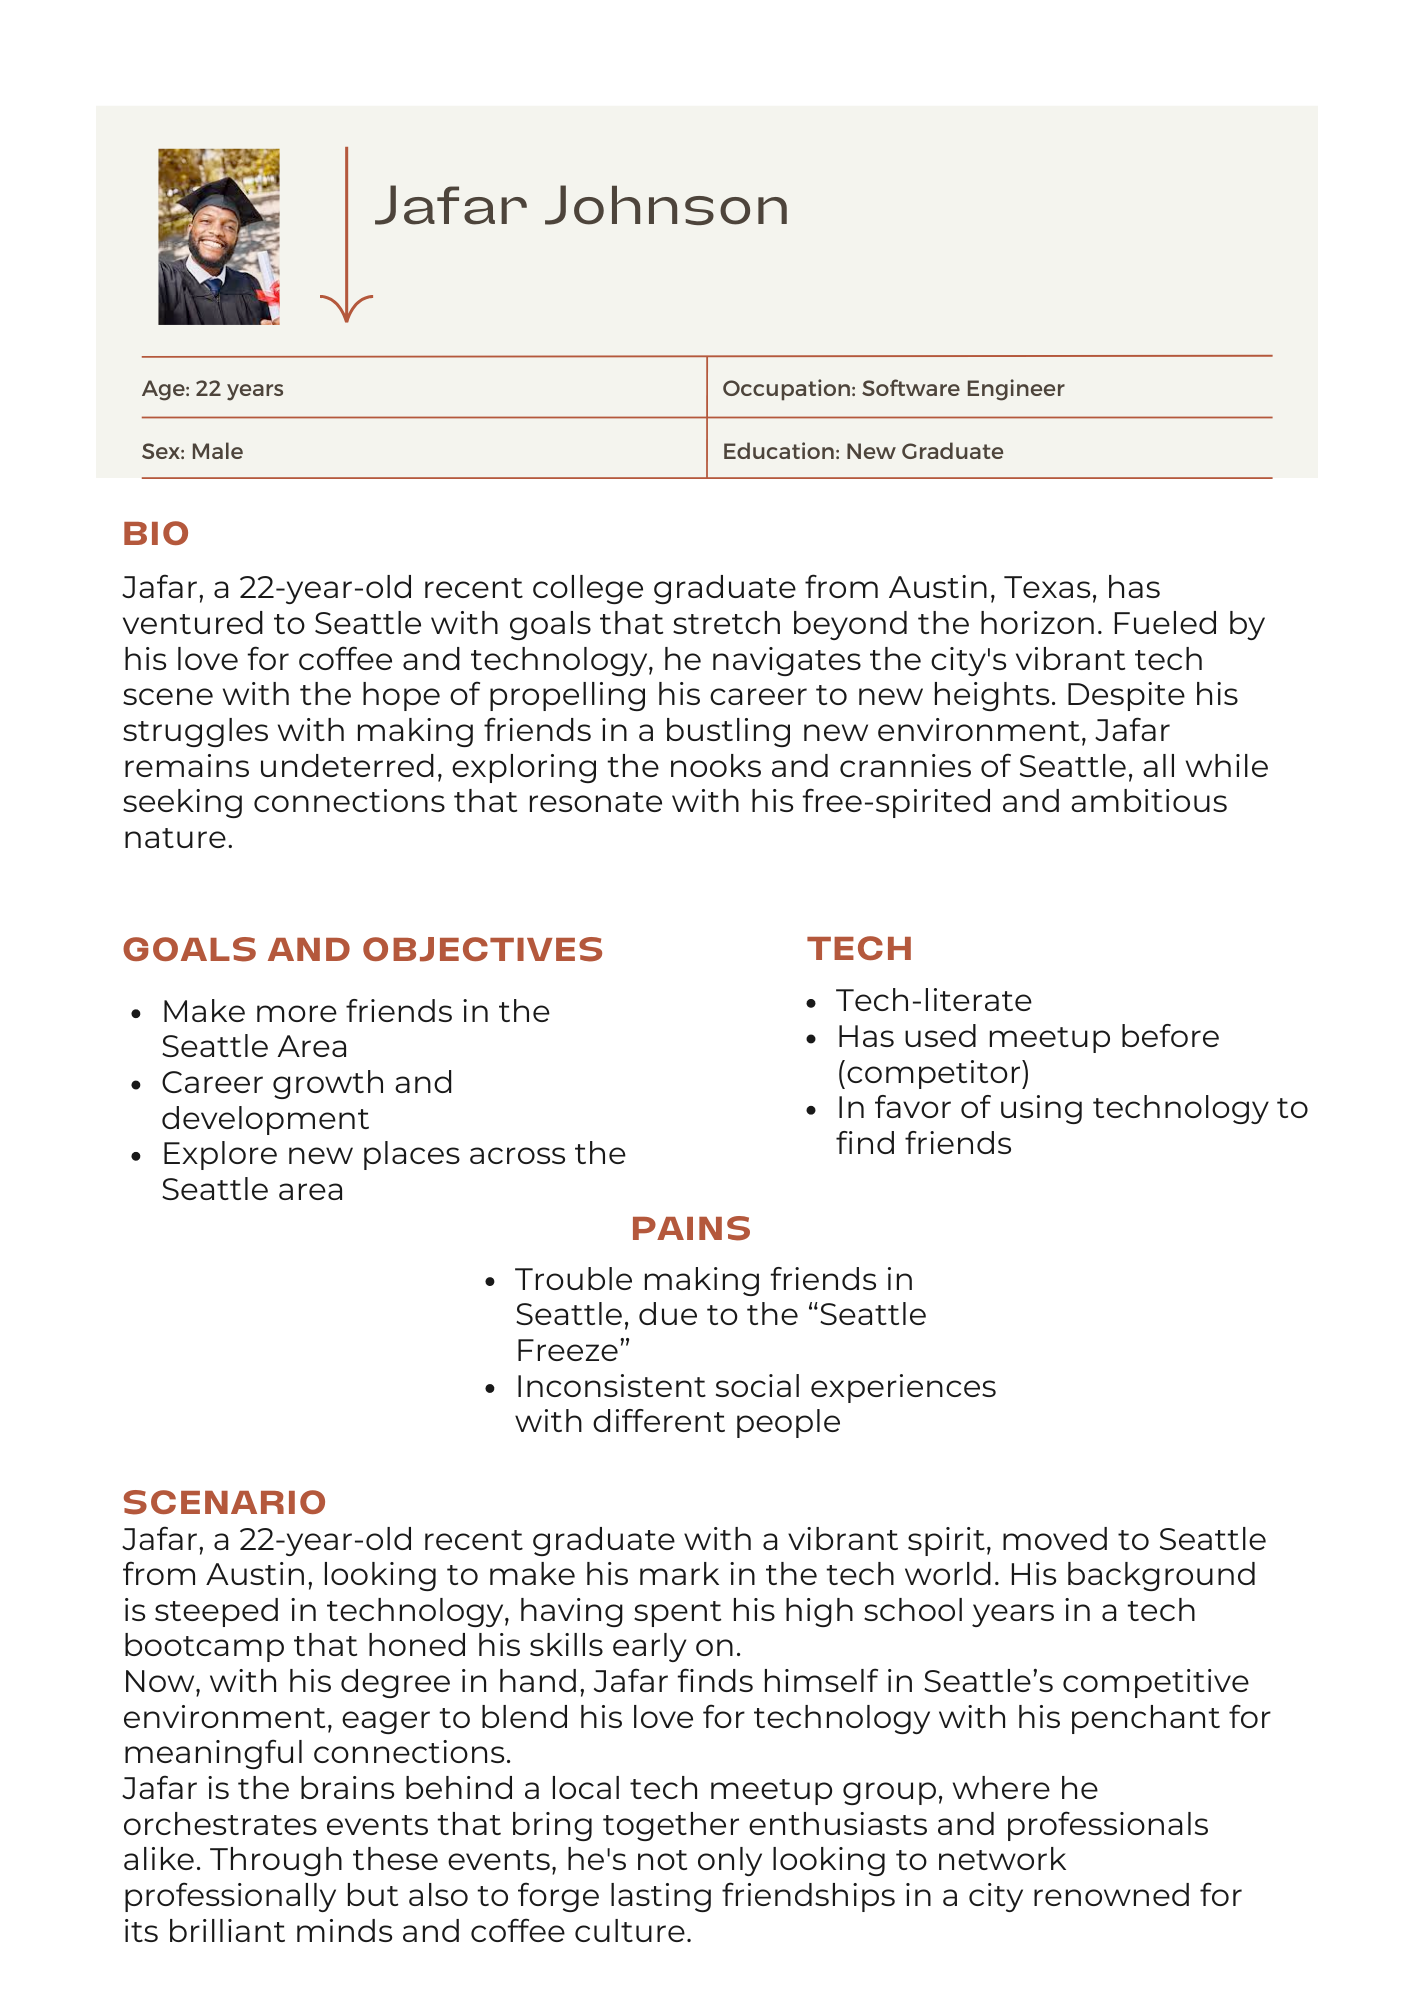 Jafar Johnson
Age: 22 years
Occupation: Software Engineer
Sex: Male
Education: New Graduate
BIO
Jafar, a 22-year-old recent college graduate from Austin, Texas, has
ventured to Seattle with goals that stretch beyond the horizon. Fueled by
his love for coffee and technology, he navigates the city's vibrant tech
scene with the hope of propelling his career to new heights. Despite his
struggles with making friends in a bustling new environment, Jafar
remains undeterred, exploring the nooks and crannies of Seattle, all while
seeking connections that resonate with his free-spirited and ambitious
nature.
GOALS AND OBJECTIVES
• Make more friends in the
Seattle Area
• Career growth and
development
• Explore new places across the
Seattle area
TECH
• Tech-literate
• Has used meetup before
(competitor)
• In favor of using technology to
find friends
PAINS
• Trouble making friends in
Seattle, due to the “Seattle
Freeze”
• Inconsistent social experiences
with different people
SCENARIO
Jafar, a 22-year-old recent graduate with a vibrant spirit, moved to Seattle
from Austin, looking to make his mark in the tech world. His background
is steeped in technology, having spent his high school years in a tech
bootcamp that honed his skills early on.
Now, with his degree in hand, Jafar finds himself in Seattle’s competitive
environment, eager to blend his love for technology with his penchant for
meaningful connections.
Jafar is the brains behind a local tech meetup group, where he
orchestrates events that bring together enthusiasts and professionals
alike. Through these events, he's not only looking to network
professionally but also to forge lasting friendships in a city renowned for
its brilliant minds and coffee culture.